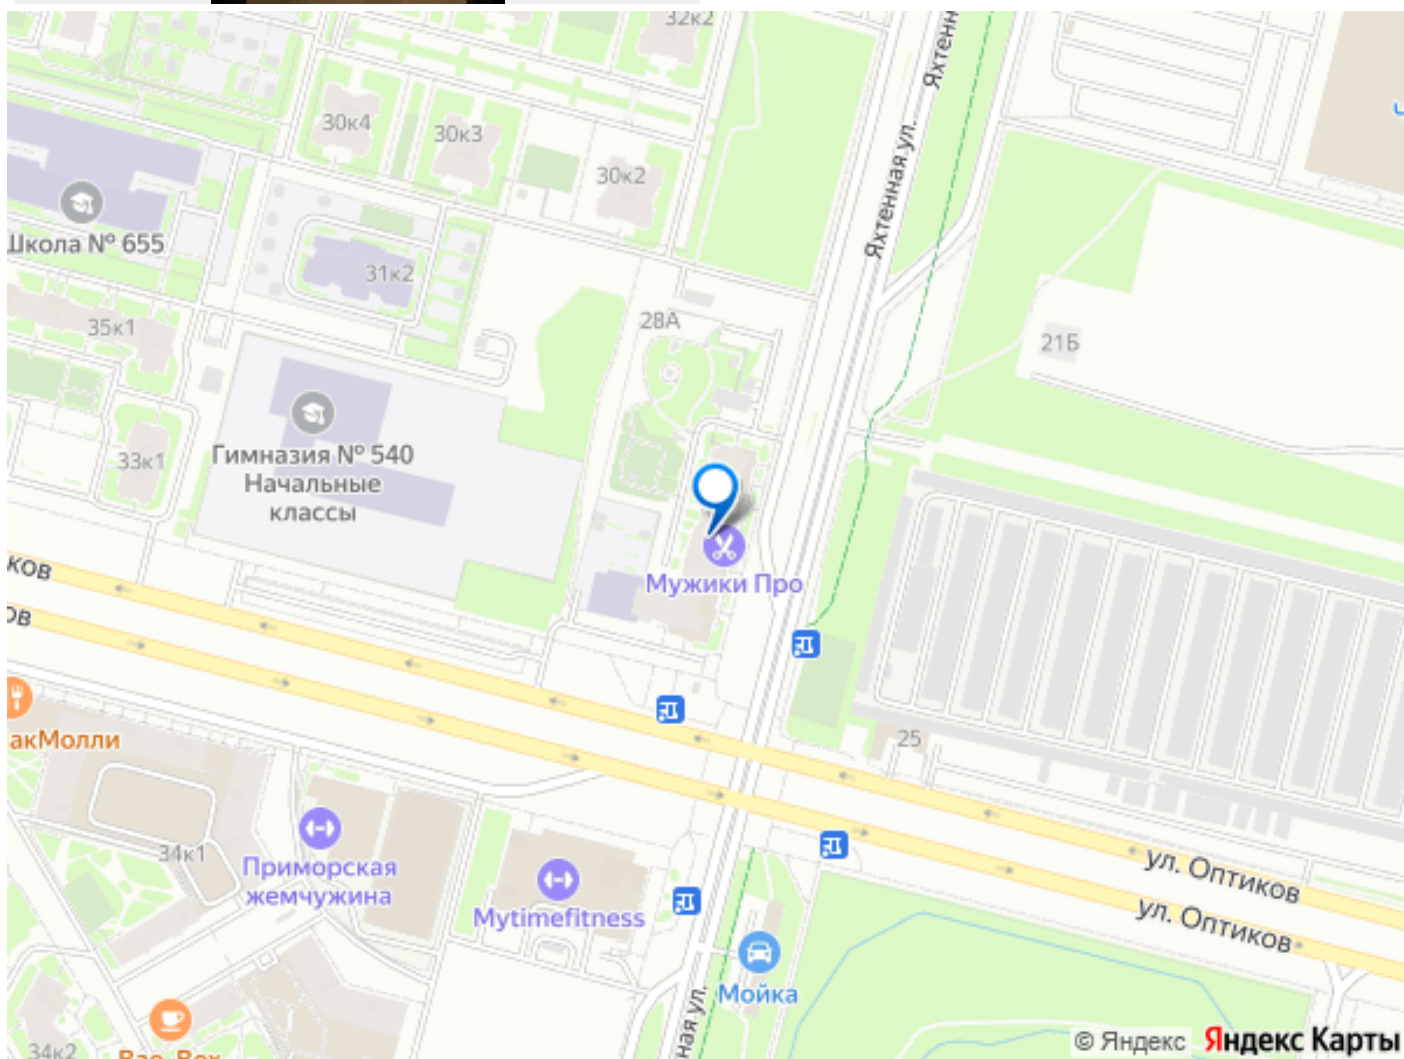 32к2
Яхтенн
30к4
30к3
30к2
Яхтенная ул.
Школа № 655
31к2
28А
35к1
21Б
Гимназия № 540
Начальные
классы
33к1
Мужики Про
ков
ов
акМолли
25
34к1
Приморская
жемчужина
Mytimefitness
ул. Оптиков
ул. Оптиков
Мойка
ная ул.
34к2
© Яндекс Яндекс Карты